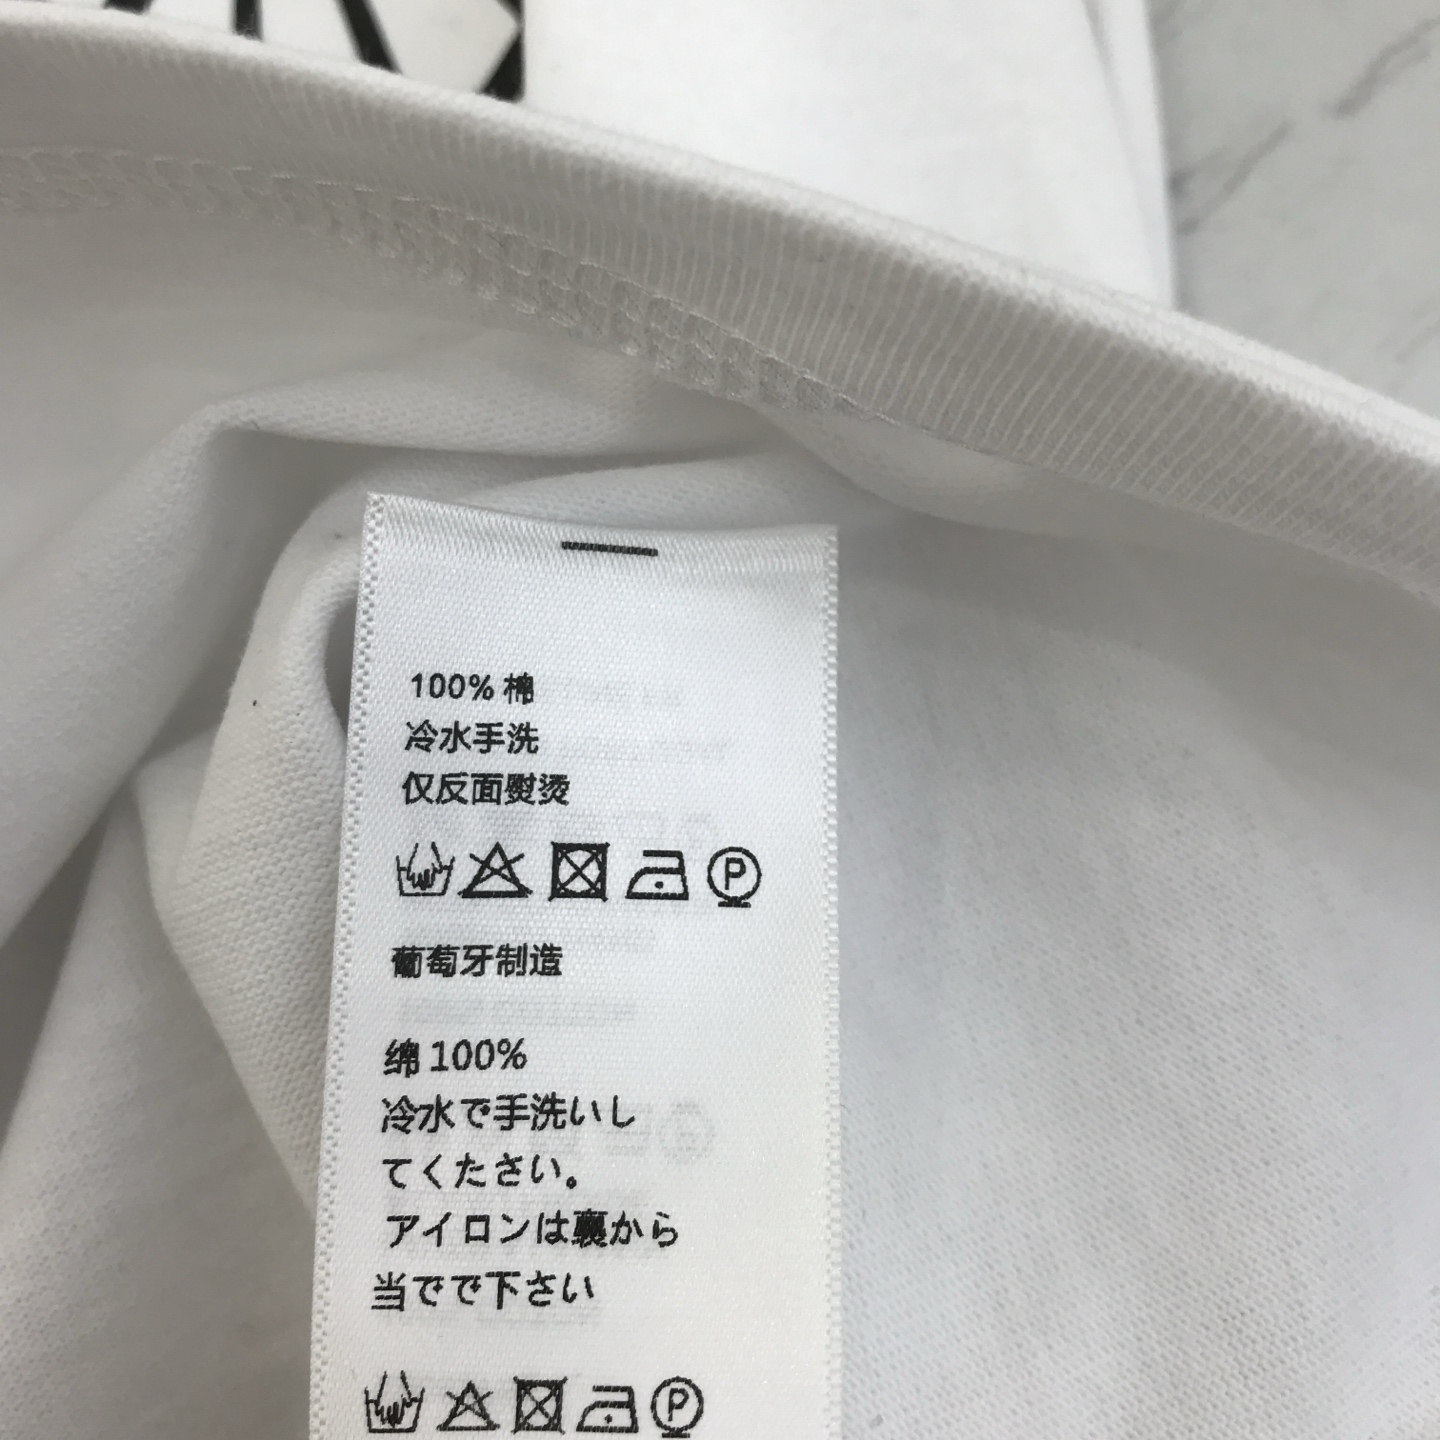 100% 棉
冷水手洗
仅反面熨烫
P
葡萄牙制造
绵 100%
冷水で手洗いし
てくたさい。
アイロンは裏から
当でで下さい
P